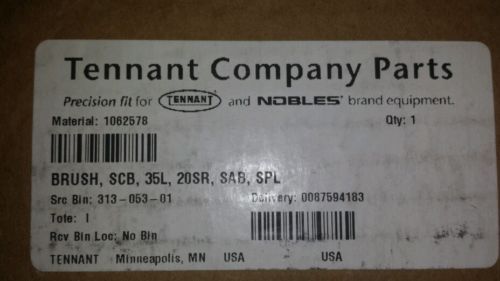 Tennant Company Parts
Precision fit for TENNANT and NOBLES® brand equipment.
Material: 1062578 Qty: 1
BRUSH, SCB, 35L, 20SR, SAB, SPL
Src Bin: 313-053-01 Delivery: 0087594183
Tote: I
Rcv Bin Loc: No Bin
TENNANT Minneapolis, MN USA USA